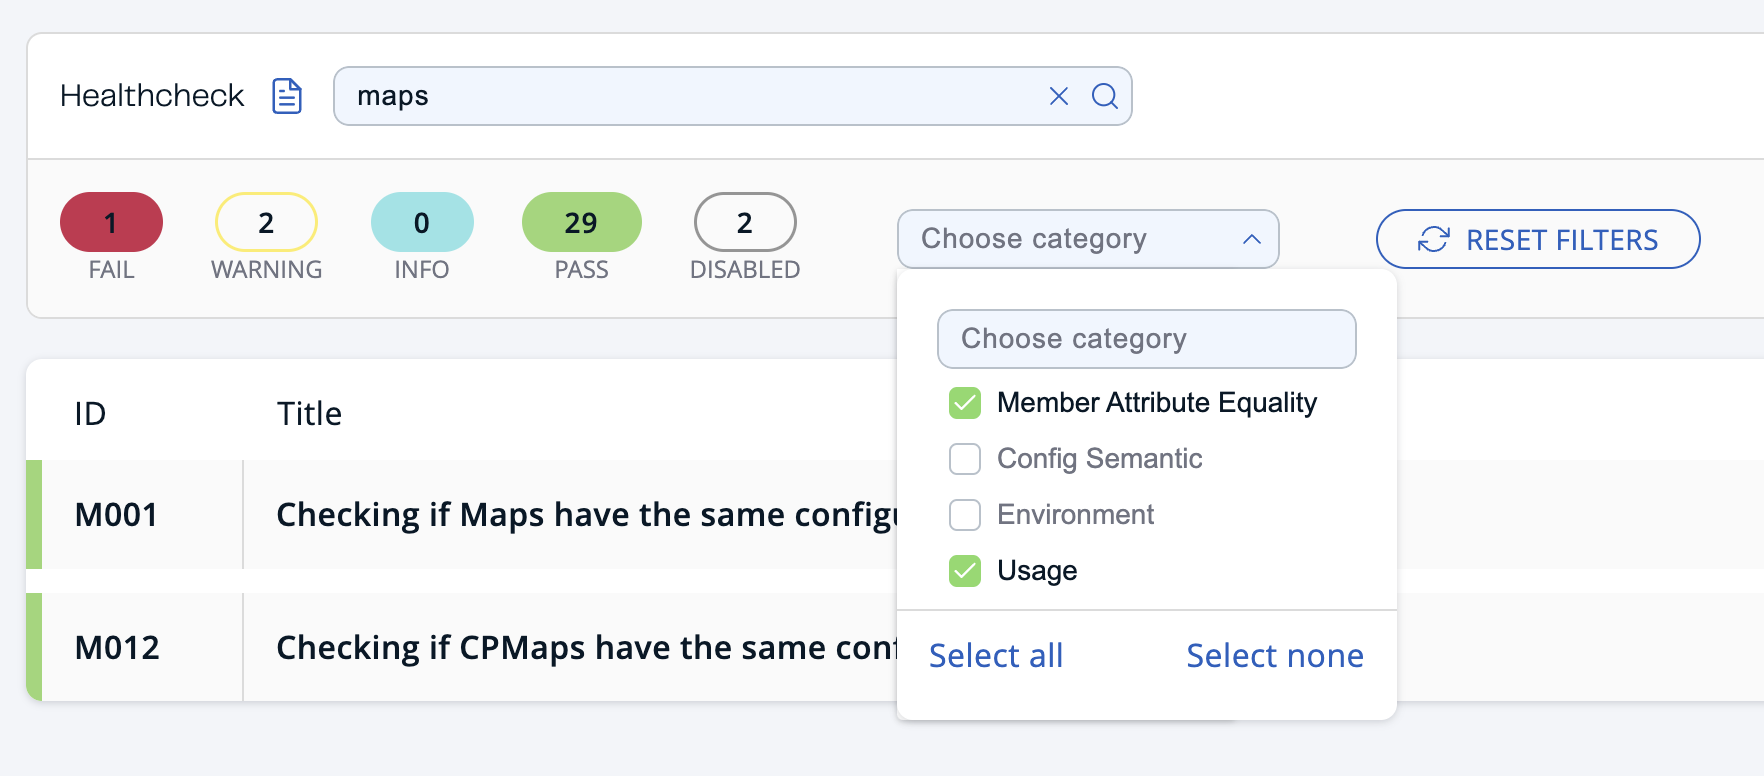 Healthcheck
maps
1
FAIL
2
WARNING
0
INFO
29
PASS
2
DISABLED
Choose category
RESET FILTERS
Choose category
Member Attribute Equality
Config Semantic
Environment
Usage
Select all Select none
ID Title
M001 Checking if Maps have the same
M012 Checking if CPMaps have the same